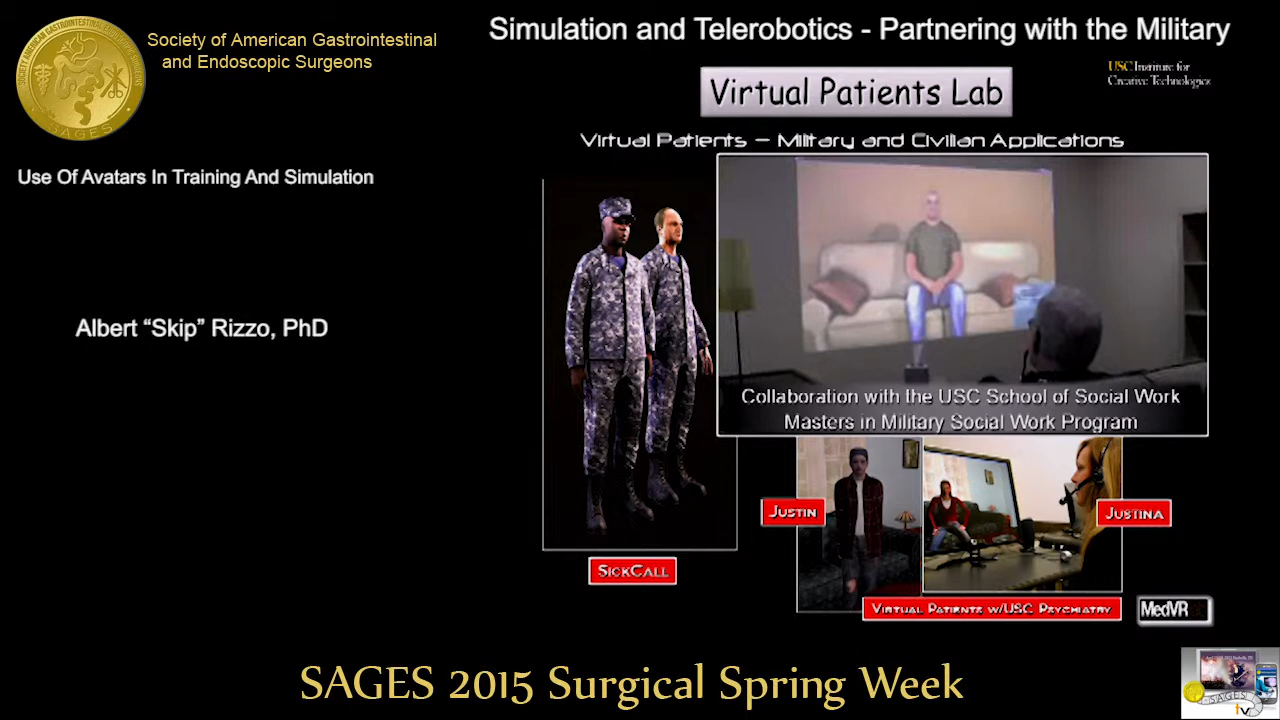 Society of American Gastrointestinal
and Endoscopic Surgeons
SAGES
Use Of Avatars In Training And Simulation
Albert “Skip” Rizzo, PhD
Simulation and Telerobotics - Partnering with the Military
USC Institute for
Creative Technologies
Virtual Patients Lab
Virtual Patients – Military and Civilian Applications
Collaboration with the USC School of Social Work
Masters in Military Social Work Program
Justin
Justina
SickCall
Virtual Patients w/USC Psychiatry
MedVR
SAGES 2015 Surgical Spring Week
SAGES
tv